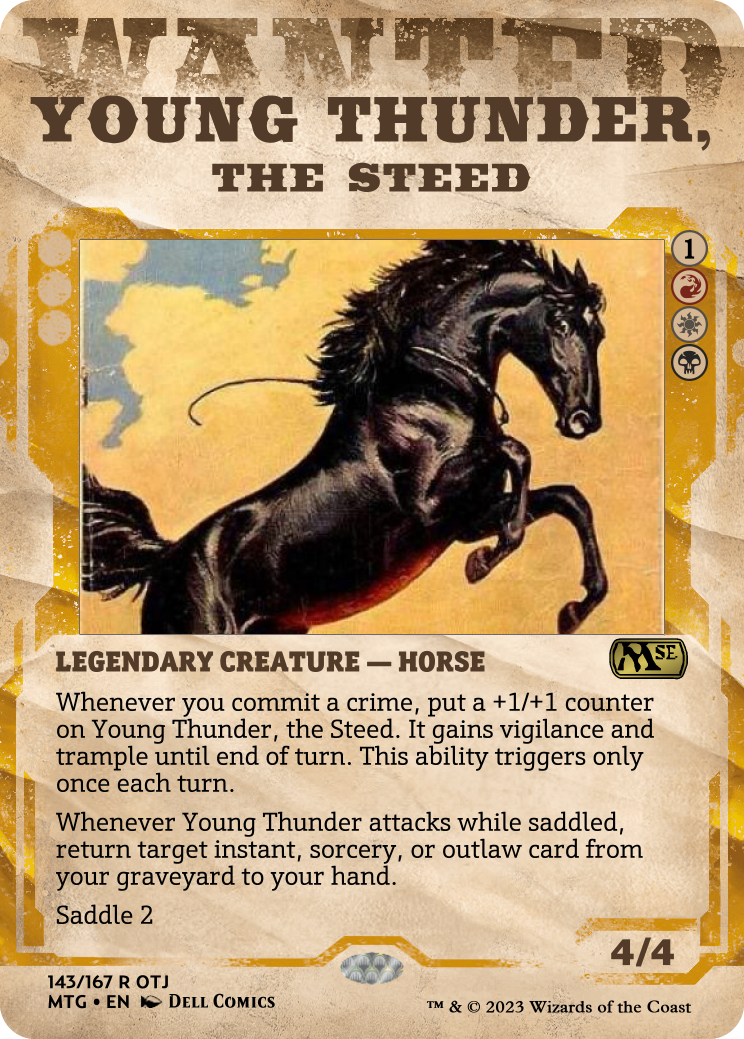 WANTED
YOUNG THUNDER,
THE STEED
1
LEGENDARY CREATURE — HORSE
MSE
Whenever you commit a crime, put a +1/+1 counter
on Young Thunder, the Steed. It gains vigilance and
trample until end of turn. This ability triggers only
once each turn.
Whenever Young Thunder attacks while saddled,
return target instant, sorcery, or outlaw card from
your graveyard to your hand.
Saddle 2
4/4
143/167 R OTJ
MTG • EN DELL COMICS
™ & © 2023 Wizards of the Coast